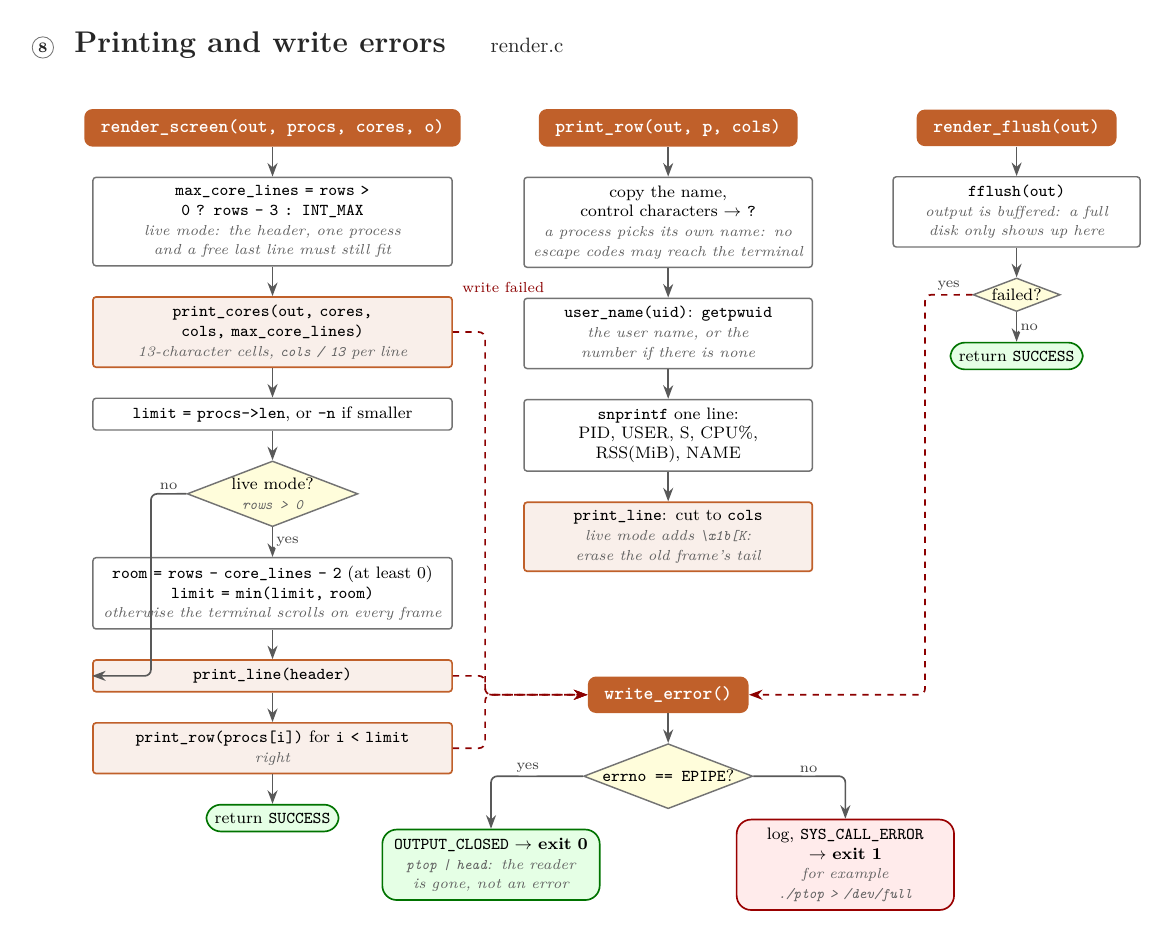 8 Printing and write errors render.c
render_screen(out, procs, cores, o)
max_core_lines = rows >
0 ? rows - 3 : INT_MAX
live mode: the header, one process
and a free last line must still fit
write failed
print_cores(out, cores,
cols, max_core_lines)
13-character cells, cols / 13 per line
limit = procs->len, or -n if smaller
live mode?
rows > 0
no
yes
room = rows - core_lines - 2 (at least 0)
limit = min(limit, room)
otherwise the terminal scrolls on every frame
print_line(header)
print_row(procs[i]) for i < limit
right
return SUCCESS
print_row(out, p, cols)
copy the name,
control characters → ?
a process picks its own name: no
escape codes may reach the terminal
user_name(uid): getpwuid
the user name, or the
number if there is none
snprintf one line:
PID, USER, S, CPU%,
RSS(MiB), NAME
print_line: cut to cols
live mode adds \x1b[K:
erase the old frame's tail
render_flush(out)
fflush(out)
output is buffered: a full
disk only shows up here
failed?
yes
no
return SUCCESS
write_error()
errno == EPIPE?
yes
no
OUTPUT_CLOSED → exit 0
ptop | head: the reader
is gone, not an error
log, SYS_CALL_ERROR
→ exit 1
for example
./ptop > /dev/full